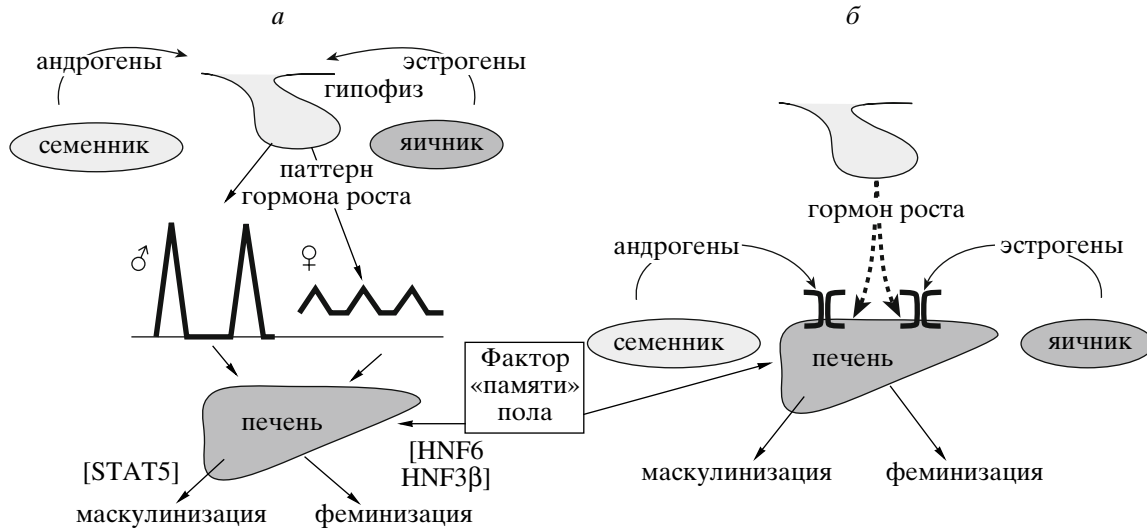 а
андрогены
эстрогены
гипофиз
семенник
яичник
паттерн
гормона роста
♂
♀
печень
[STAT5]
[HNF6
HNF3β]
маскулинизация
феминизация
Фактор
«памяти»
пола
б
гормон роста
андрогены
эстрогены
семенник
печень
яичник
маскулинизация
феминизация